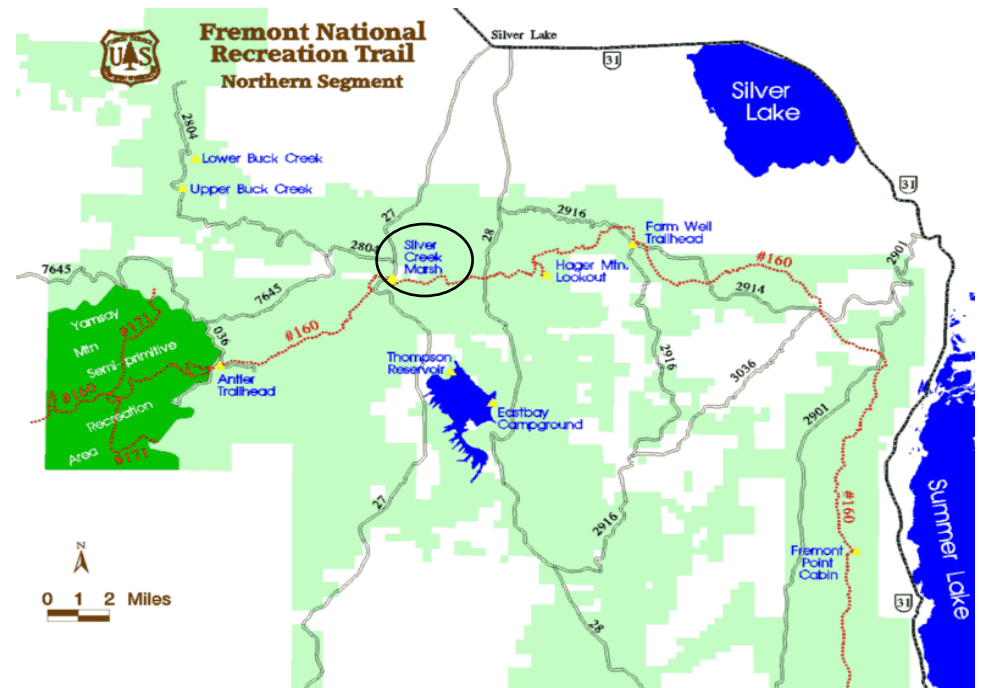 Fremont National
Recreation Trail
Northern Segment
FOREST SERVICE
U S
Silver Lake
31
Silver
Lake
2804
Lower Buck Creek
Upper Buck Creek
31
27
28
2916
Farm Well
Trailhead
2901
2804
Silver
Creek
Marsh
#160
7645
7645
Hager Mtn.
Lookout
2914
Yamsay
Mtn
Semi-primitive
Recreation
Area
#171
#160
#171
036
#160
Antler
Trailhead
Thompson
Reservoir
Eastbay
Campground
2916
3036
2901
27
2916
#160
Summer Lake
Fremont
Point
Cabin
N
0 1 2 Miles
31
28